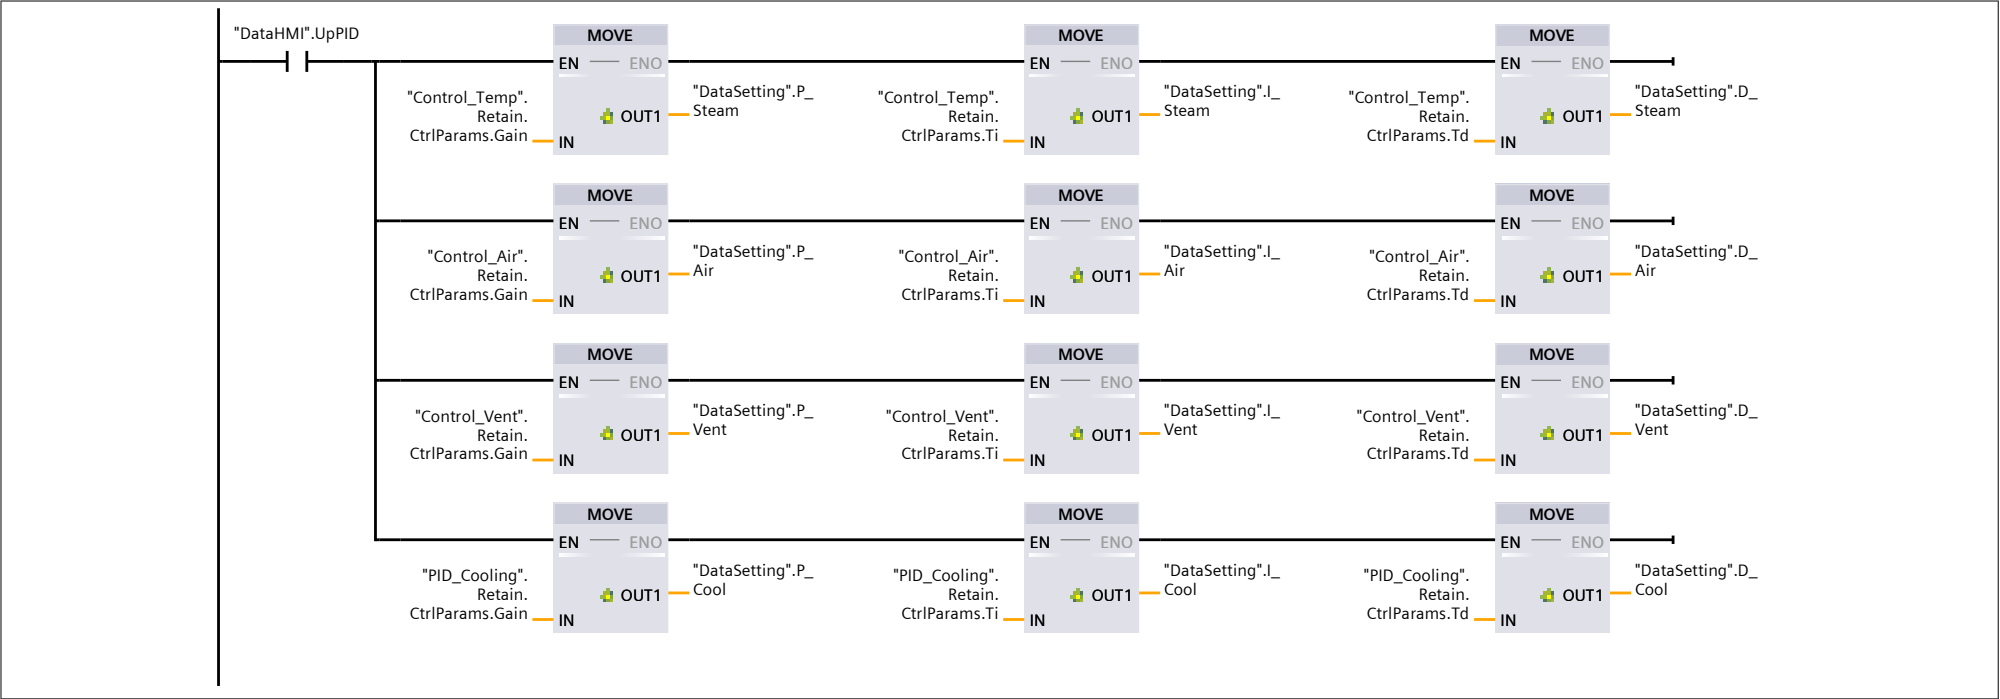 "DataHMI".UpPID
MOVE MOVE MOVE
EN ENO EN ENO EN ENO
"Control_Temp". "DataSetting".P_ "Control_Temp". "DataSetting".I_ "Control_Temp". "DataSetting".D_
Retain. OUT1 Steam Retain. OUT1 Steam Retain. OUT1 Steam
CtrlParams.Gain IN CtrlParams.Ti IN CtrlParams.Td IN
MOVE MOVE MOVE
EN ENO EN ENO EN ENO
"Control_Air". "DataSetting".P_ "Control_Air". "DataSetting".I_ "Control_Air". "DataSetting".D_
Retain. OUT1 Air Retain. OUT1 Air Retain. OUT1 Air
CtrlParams.Gain IN CtrlParams.Ti IN CtrlParams.Td IN
MOVE MOVE MOVE
EN ENO EN ENO EN ENO
"Control_Vent". "DataSetting".P_ "Control_Vent". "DataSetting".I_ "Control_Vent". "DataSetting".D_
Retain. OUT1 Vent Retain. OUT1 Vent Retain. OUT1 Vent
CtrlParams.Gain IN CtrlParams.Ti IN CtrlParams.Td IN
MOVE MOVE MOVE
EN ENO EN ENO EN ENO
"PID_Cooling". "DataSetting".P_ "PID_Cooling". "DataSetting".I_ "PID_Cooling". "DataSetting".D_
Retain. OUT1 Cool Retain. OUT1 Cool Retain. OUT1 Cool
CtrlParams.Gain IN CtrlParams.Ti IN CtrlParams.Td IN